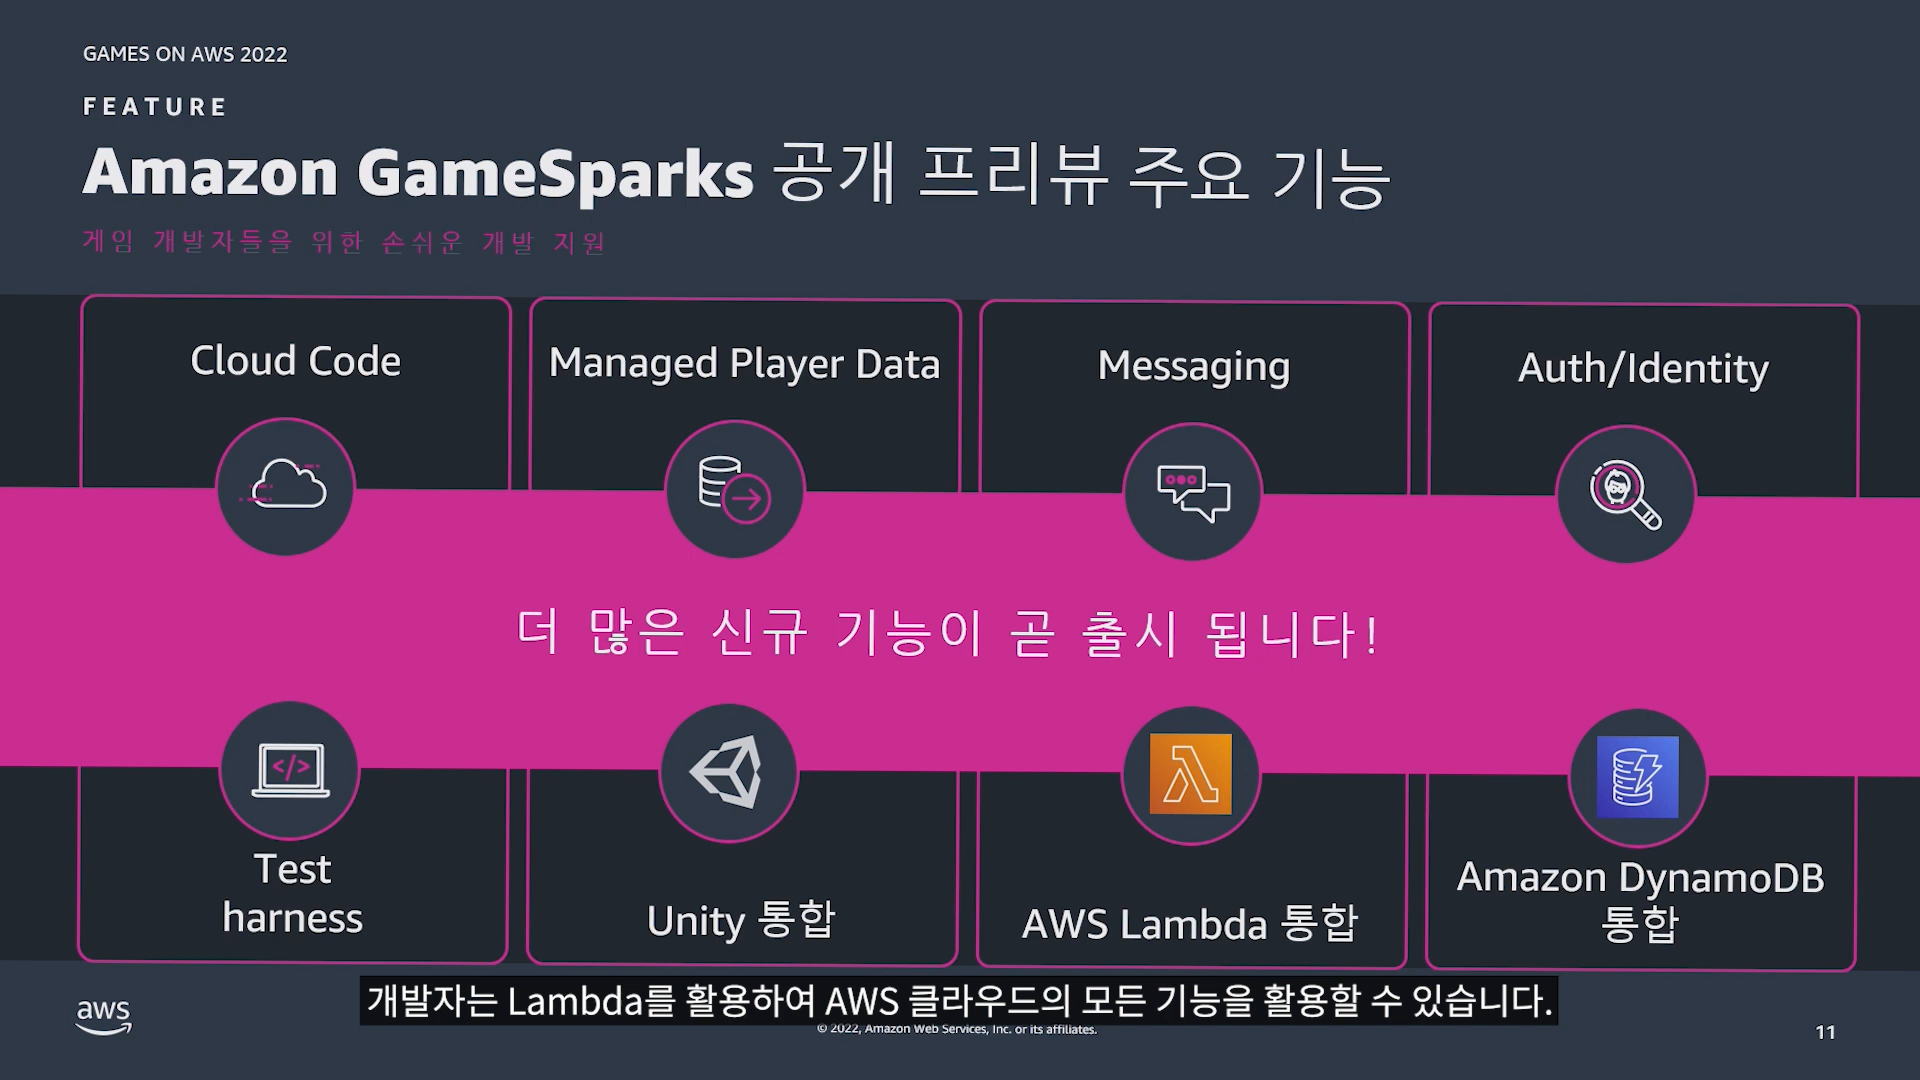 GAMES ON AWS 2022
FEATURE
Amazon GameSparks 공개 프리뷰 주요 기능
게임 개발자들을 위한 손쉬운 개발 지원
Cloud Code
Managed Player Data
Messaging
Auth/Identity
더 많은 신규 기능이 곧 출시 됩니다!
</>
Test
harness
Unity 통합
AWS Lambda 통합
Amazon DynamoDB
통합
개발자는 Lambda를 활용하여 AWS 클라우드의 모든 기능을 활용할 수 있습니다.
aws
© 2022, Amazon Web Services, Inc. or its affiliates.
11